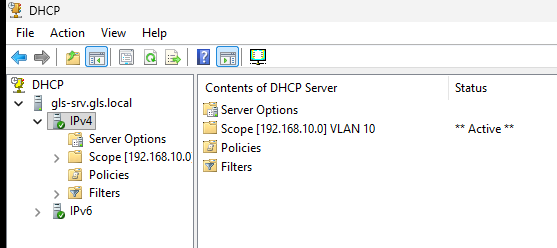 DHCP
File Action View Help
DHCP
gls-srv.gls.local
IPv4
Server Options
Scope [192.168.10.0
Policies
Filters
IPv6
Contents of DHCP Server Status
Server Options
Scope [192.168.10.0] VLAN 10 ** Active **
Policies
Filters